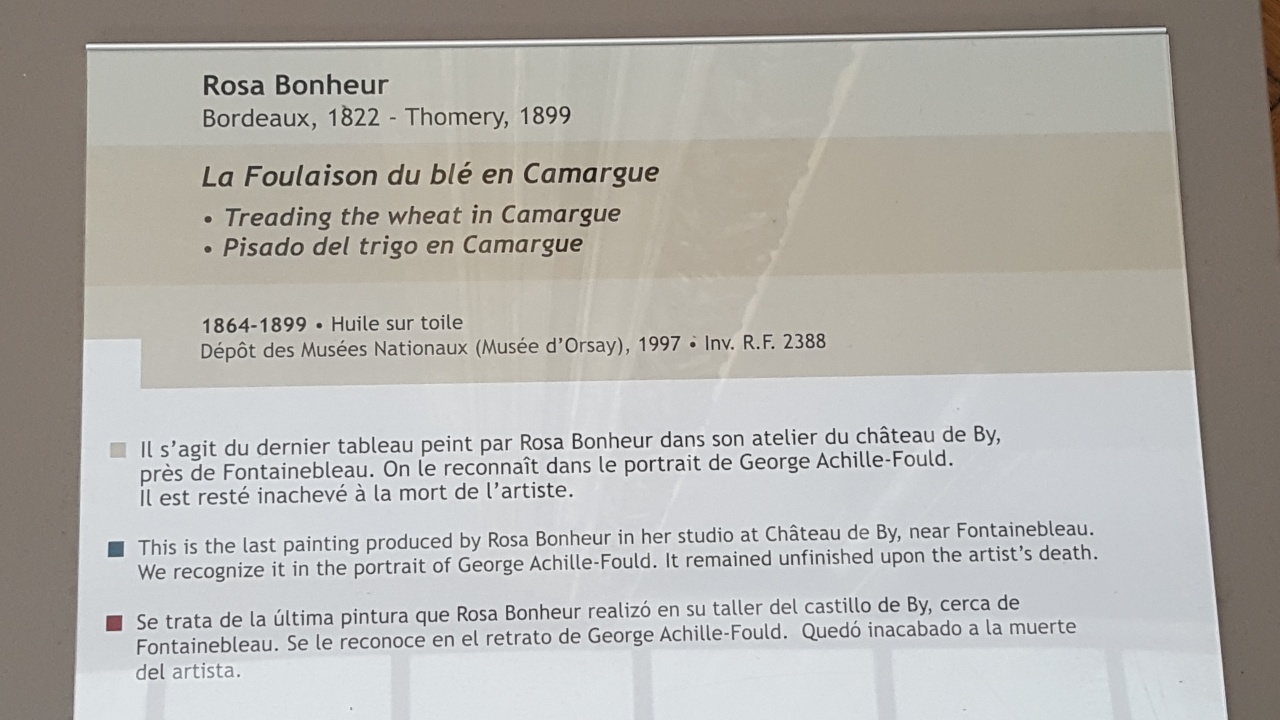 Rosa Bonheur
Bordeaux, 1822 - Thomery, 1899
La Foulaison du blé en Camargue
• Treading the wheat in Camargue
• Pisado del trigo en Camargue
1864-1899 • Huile sur toile
Dépôt des Musées Nationaux (Musée d'Orsay), 1997 • Inv. R.F. 2388
Il s'agit du dernier tableau peint par Rosa Bonheur dans son atelier du château de By,
près de Fontainebleau. On le reconnaît dans le portrait de George Achille-Fould.
Il est resté inachevé à la mort de l'artiste.
This is the last painting produced by Rosa Bonheur in her studio at Château de By, near Fontainebleau.
We recognize it in the portrait of George Achille-Fould. It remained unfinished upon the artist's death.
Se trata de la última pintura que Rosa Bonheur realizó en su taller del castillo de By, cerca de
Fontainebleau. Se le reconoce en el retrato de George Achille-Fould. Quedó inacabado a la muerte
del artista.